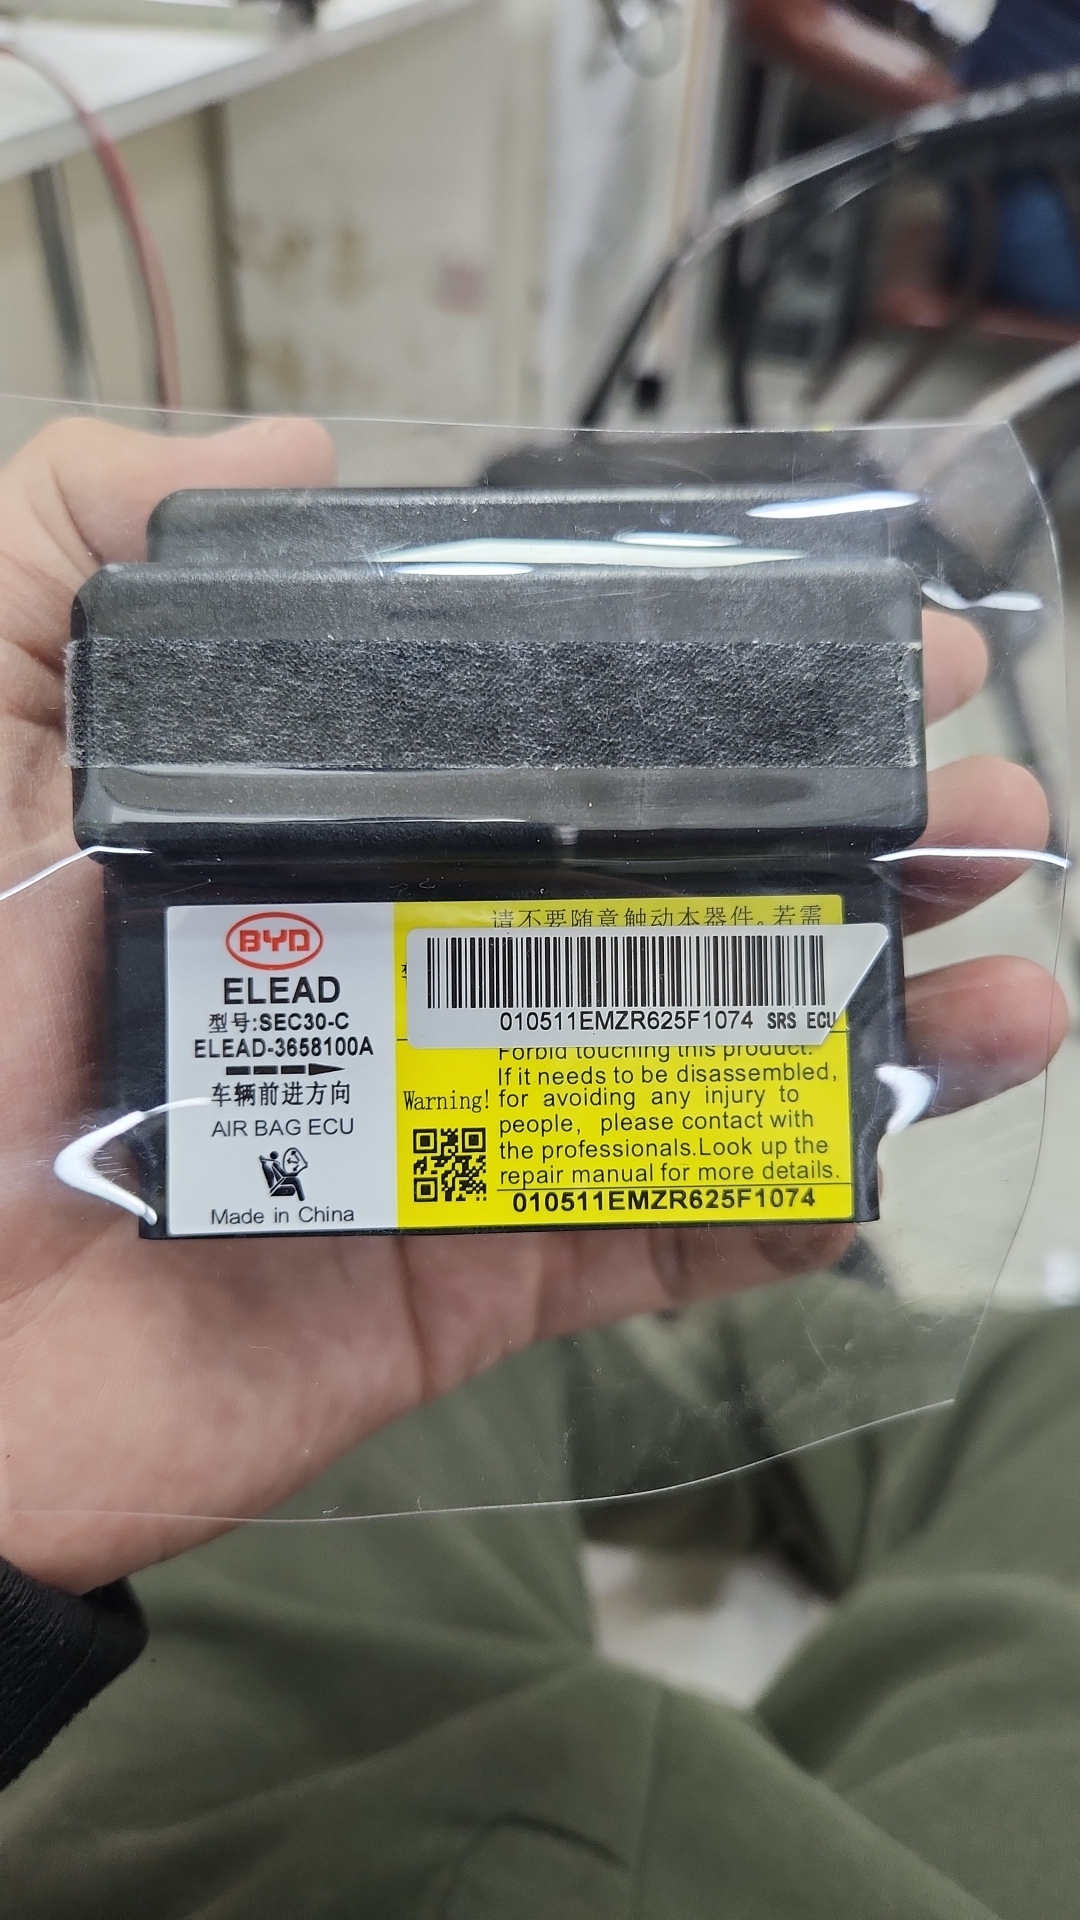 BYD
ELEAD
型号:SEC30-C
ELEAD-3658100A
车辆前进方向
AIR BAG ECU
Made in China
请不要随意触动本器件。若需
010511EMZR625F1074 SRS ECU
Forbid touching this product.
If it needs to be disassembled,
Warning! for avoiding any injury to
people, please contact with
the professionals.Look up the
repair manual for more details.
010511EMZR625F1074